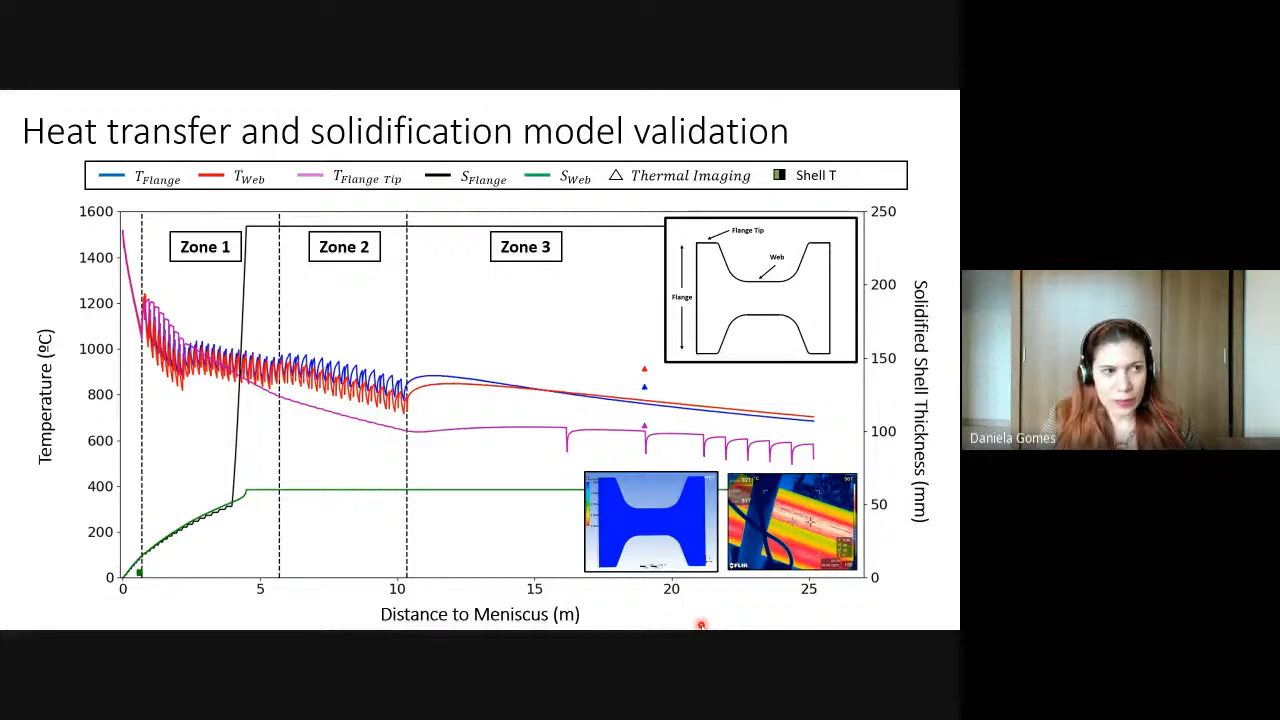 Heat transfer and solidification model validation
T_Flange T_Web T_Flange Tip S_Flange S_Web Thermal Imaging Shell T
1600
1400
1200
1000
800
600
400
200
0
250
200
150
100
50
0
Zone 1 Zone 2 Zone 3
Flange Tip
Web
Flange
Temperature (ºC)
Solidified Shell Thickness (mm)
FLIR
0 5 10 15 20 25
Distance to Meniscus (m)
Daniela Gomes